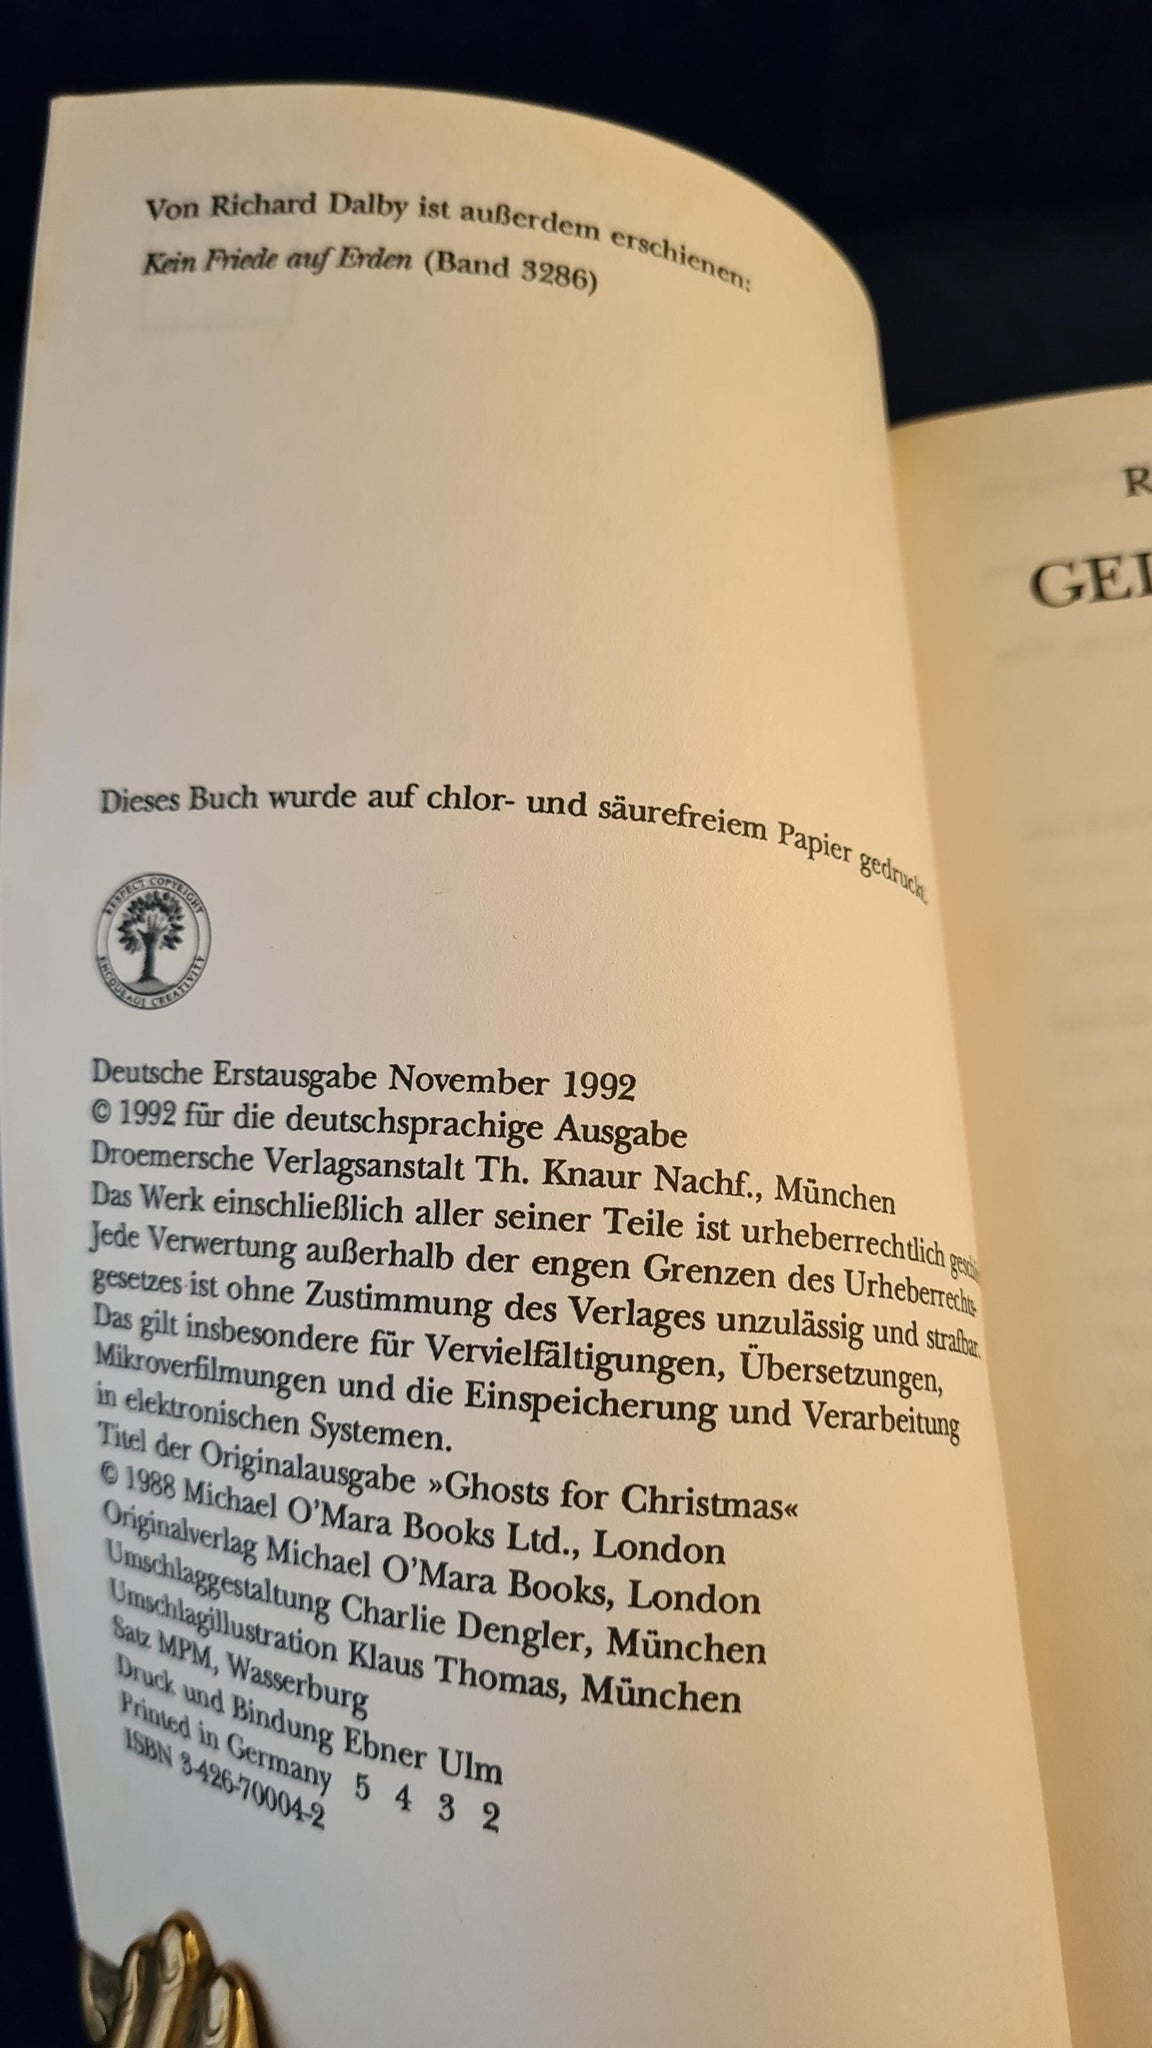 Von Richard Dalby ist außerdem erschienen:
Kein Friede auf Erden (Band 3286)
Dieses Buch wurde auf chlor- und säurefreiem Papier gedruckt.
RESPECT COPYRIGHT
ENCOURAGE CREATIVITY
Deutsche Erstausgabe November 1992
© 1992 für die deutschsprachige Ausgabe
Droemersche Verlagsanstalt Th. Knaur Nachf., München
Das Werk einschließlich aller seiner Teile ist urheberrechtlich
Jede Verwertung außerhalb der engen Grenzen des Urheberrechts-
gesetzes ist ohne Zustimmung des Verlages unzulässig und strafbar.
Das gilt insbesondere für Vervielfältigungen, Übersetzungen,
Mikroverfilmungen und die Einspeicherung und Verarbeitung
in elektronischen Systemen.
Titel der Originalausgabe »Ghosts for Christmas«
© 1988 Michael O'Mara Books Ltd., London
Originalverlag Michael O'Mara Books, London
Umschlaggestaltung Charlie Dengler, München
Umschlagillustration Klaus Thomas, München
Satz MPM, Wasserburg
Druck und Bindung Ebner Ulm
Printed in Germany 5 4 3 2
ISBN 3-426-70004-2